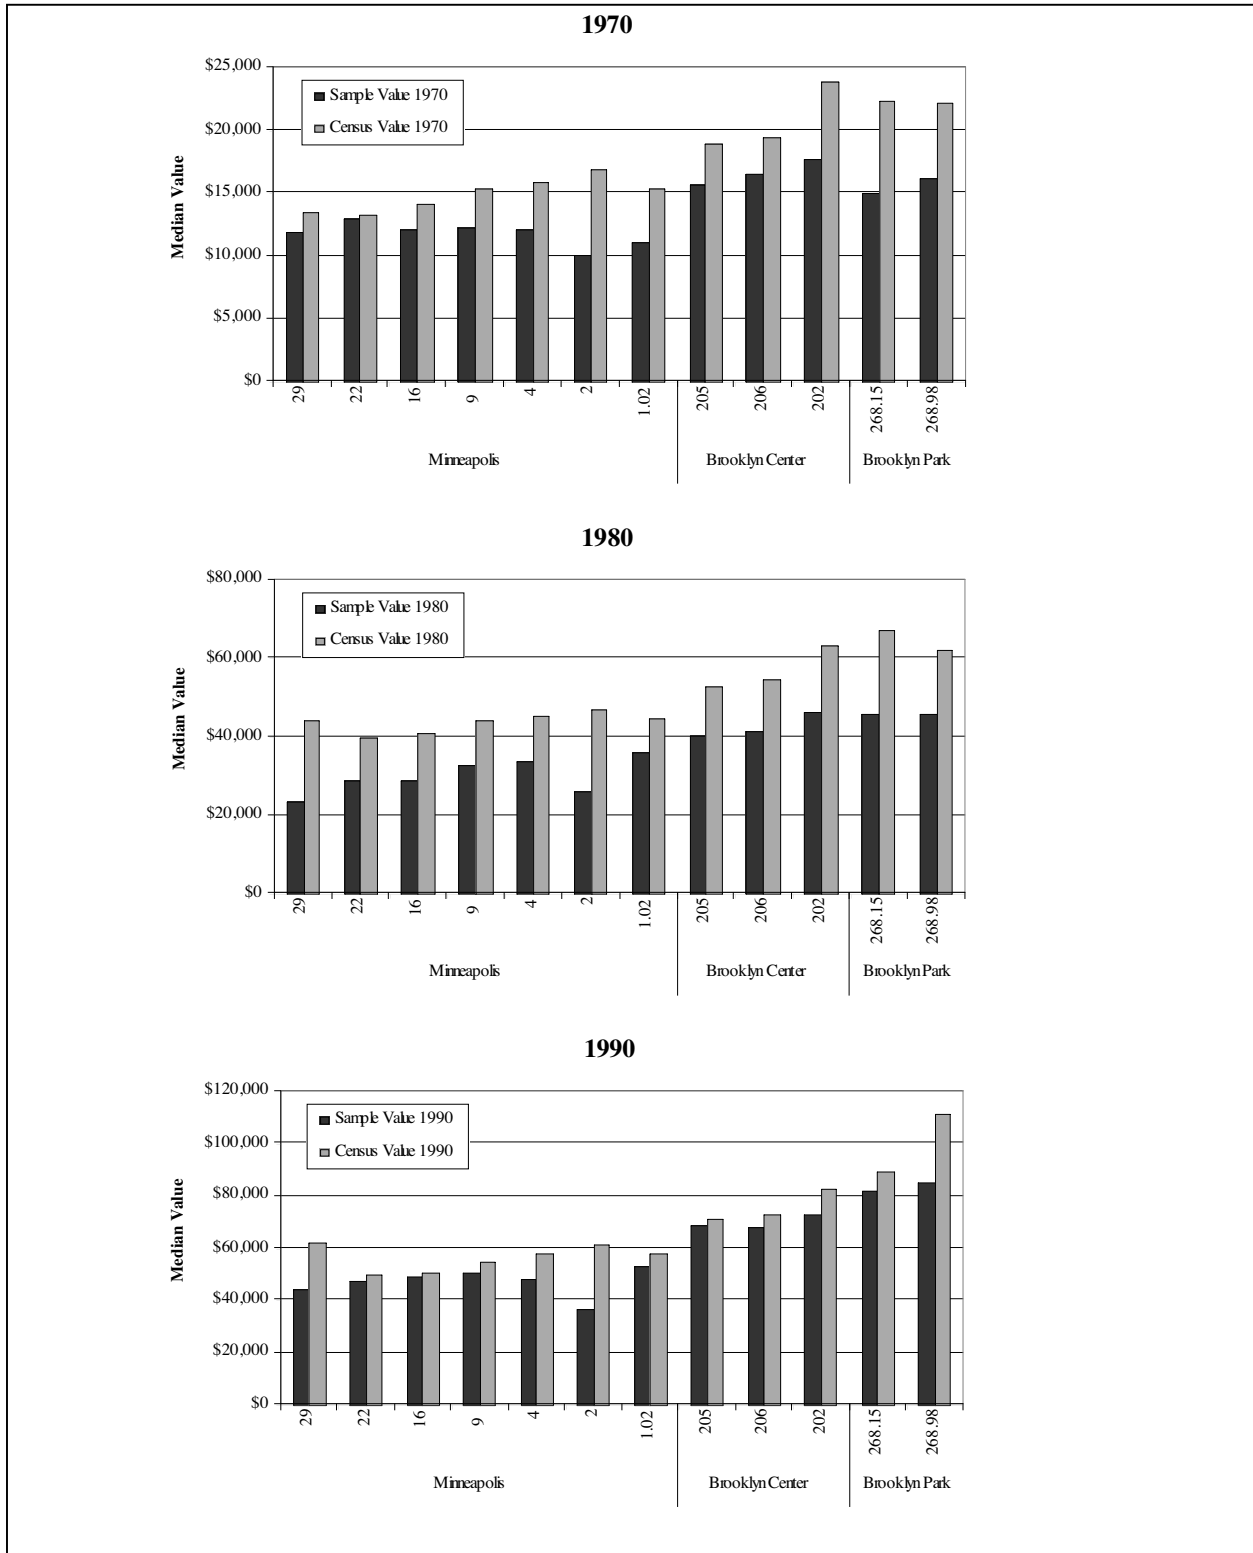 1970
$25,000
$20,000
$15,000
$10,000
$5,000
$0
Median Value
Sample Value 1970
Census Value 1970
29 22 16 9 4 2 1.02 205 206 202 268.15 268.98
Minneapolis Brooklyn Center Brooklyn Park
1980
$80,000
$60,000
$40,000
$20,000
$0
Median Value
Sample Value 1980
Census Value 1980
29 22 16 9 4 2 1.02 205 206 202 268.15 268.98
Minneapolis Brooklyn Center Brooklyn Park
1990
$120,000
$100,000
$80,000
$60,000
$40,000
$20,000
$0
Median Value
Sample Value 1990
Census Value 1990
29 22 16 9 4 2 1.02 205 206 202 268.15 268.98
Minneapolis Brooklyn Center Brooklyn Park